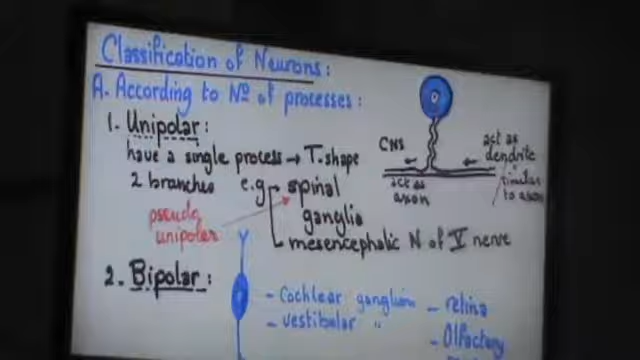 Classification of Neurons:
A. According to Nº of processes:
1. Unipolar:
have a single process → T.shape
2 branches e.g spinal
ganglia
mesencephalic N of V nerve
pseudo
unipolar
CNS
act as
axon
act as
dendrite
similar
to axon
2. Bipolar:
- Cochlear ganglion
- vestibular "
- retina
- Olfactory